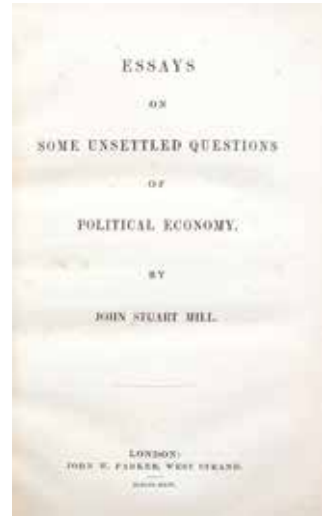 ESSAYS
ON
SOME UNSETTLED QUESTIONS
OF
POLITICAL ECONOMY.
BY
JOHN STUART MILL.
LONDON:
JOHN W. PARKER, WEST STRAND.